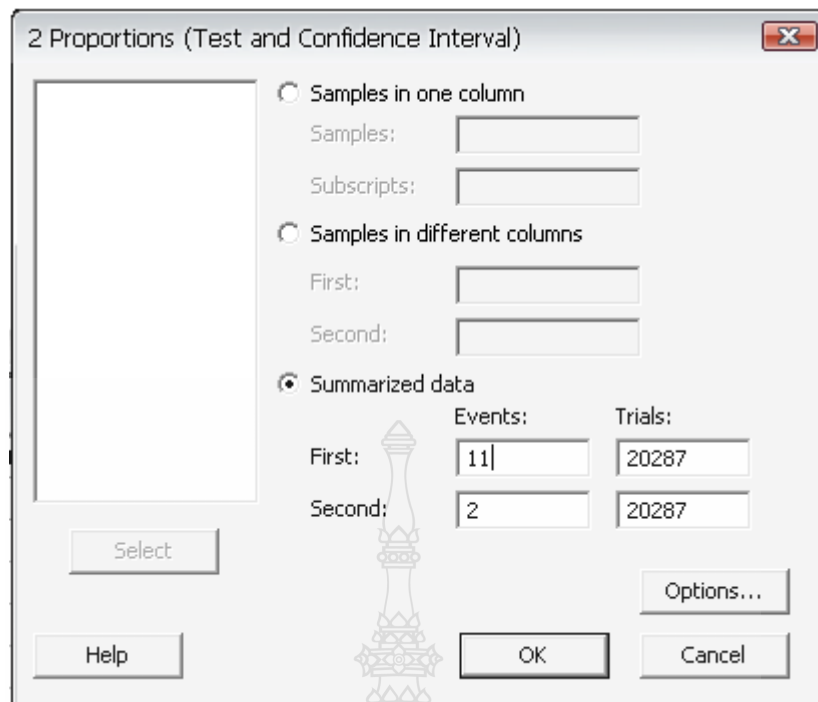 2 Proportions (Test and Confidence Interval)
Samples in one column
Samples:
Subscripts:
Samples in different columns
First:
Second:
Summarized data
Events: Trials:
First: 11 20287
Second: 2 20287
Select
Options...
Help OK Cancel